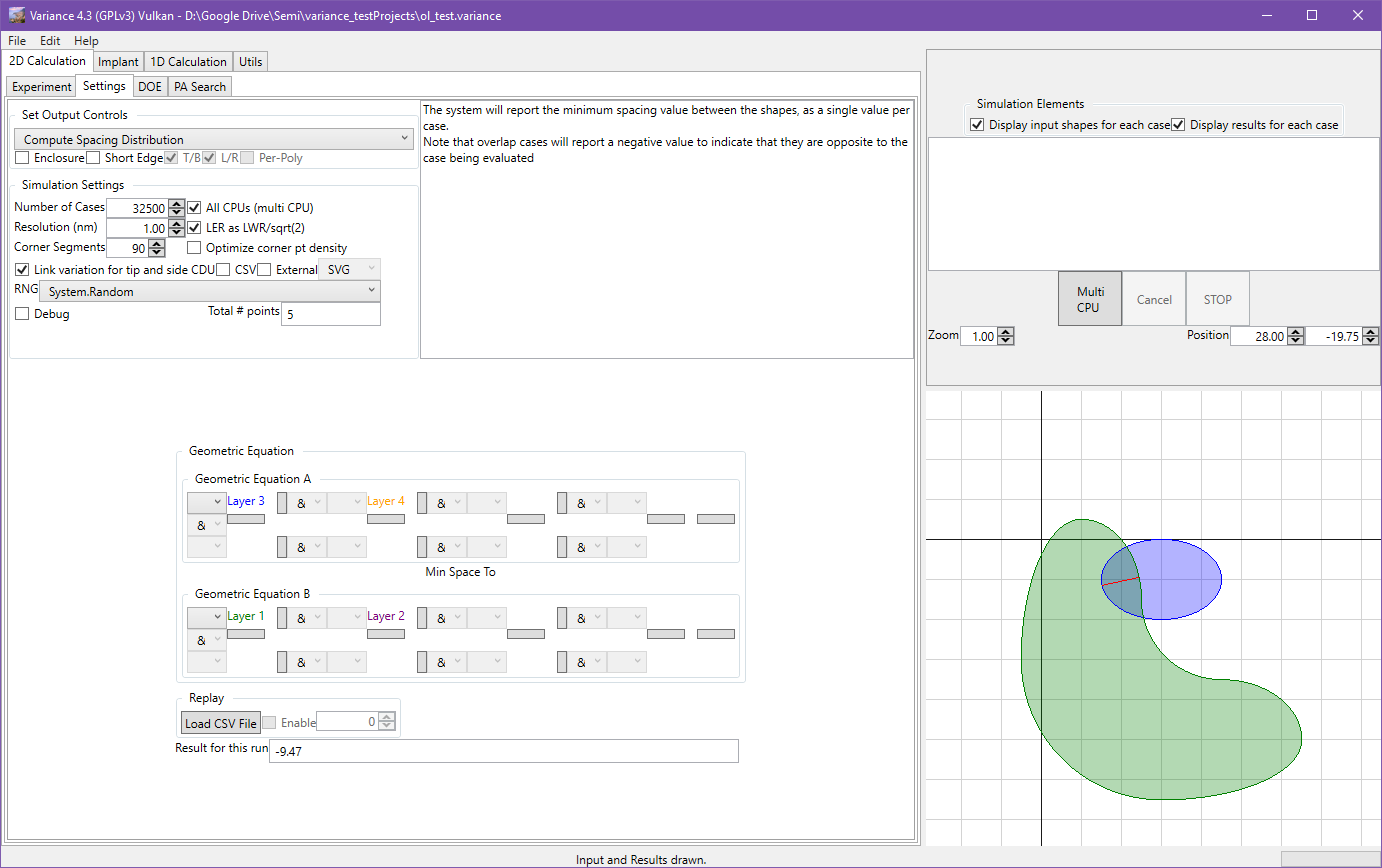 Variance 4.3 (GPLv3) Vulkan - D:\Google Drive\Semi\variance_testProjects\ol_test.variance
File Edit Help
2D Calculation Implant 1D Calculation Utils
Experiment Settings DOE PA Search
Set Output Controls
Compute Spacing Distribution
Enclosure Short Edge T/B L/R Per-Poly
The system will report the minimum spacing value between the shapes, as a single value per
case.
Note that overlap cases will report a negative value to indicate that they are opposite to the
case being evaluated
Simulation Settings
Number of Cases 32500 All CPUs (multi CPU)
Resolution (nm) 1.00 LER as LWR/sqrt(2)
Corner Segments 90 Optimize corner pt density
Link variation for tip and side CDU CSV External SVG
RNG System.Random
Debug Total # points 5
Simulation Elements
Display input shapes for each case Display results for each case
Multi
CPU
Cancel STOP
Zoom 1.00 Position 28.00 -19.75
Geometric Equation
Geometric Equation A
Layer 3 & Layer 4 & &
&
& & &
Min Space To
Geometric Equation B
Layer 1 & Layer 2 & &
&
& & &
Replay
Load CSV File Enable 0
Result for this run -9.47
Input and Results drawn.